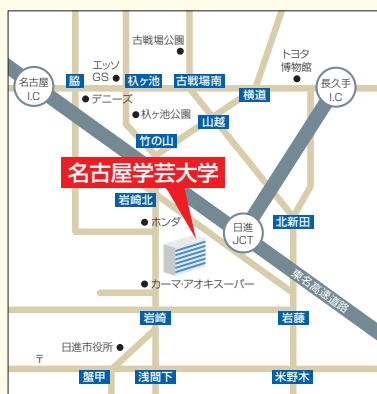 古戦場公園
トヨタ
博物館
名古屋
I.C
脇
エッソ
GS
杁ヶ池
古戦場南
横道
長久手
I.C
デニーズ
杁ヶ池公園
山越
竹の山
名古屋学芸大学
岩崎北
ホンダ
日進
JCT
北新田
カーマ・アオキスーパー
東名高速道路
岩崎
岩藤
日進市役所
〒
蟹甲
浅間下
米野木